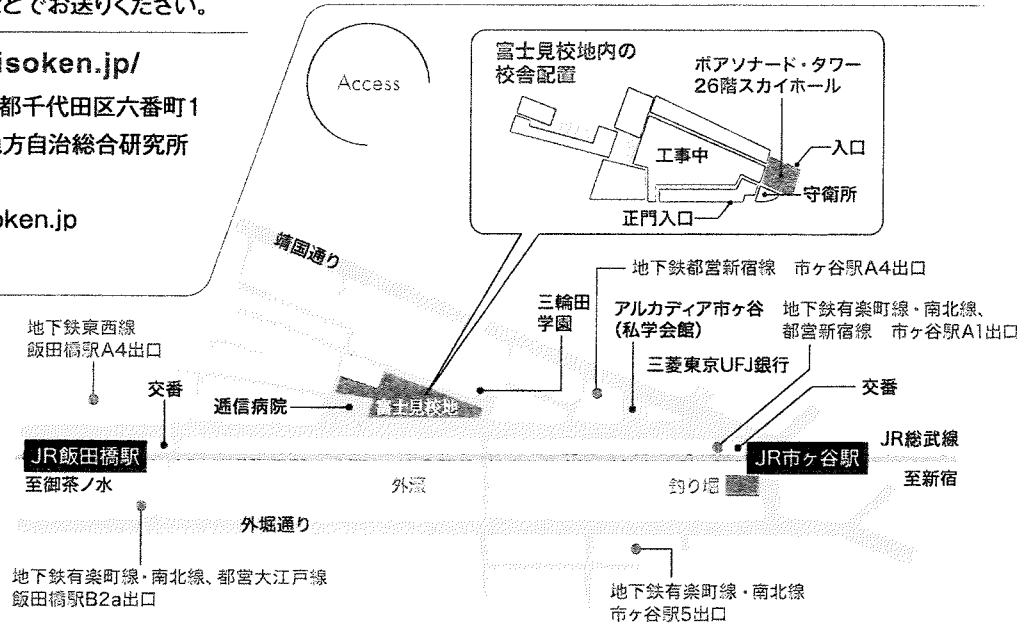 どでお送りください。
isoken.jp/
都千代田区六番町1
方自治総合研究所
oken.jp
Access
富士見校地内の
校舎配置
ボアソナード・タワー
26階スカイホール
工事中
入口
守衛所
正門入口
靖国通り
地下鉄都営新宿線　市ヶ谷駅A4出口
三輪田
学園
アルカディア市ヶ谷
(私学会館)
地下鉄有楽町線・南北線、
都営新宿線　市ヶ谷駅A1出口
三菱東京UFJ銀行
地下鉄東西線
飯田橋駅A4出口
交番
逓信病院
富士見校地
交番
JR飯田橋駅
JR市ヶ谷駅
JR総武線
至御茶ノ水
外濠
釣り堀
至新宿
外堀通り
地下鉄有楽町線・南北線、都営大江戸線
飯田橋駅B2a出口
地下鉄有楽町線・南北線
市ヶ谷駅5出口